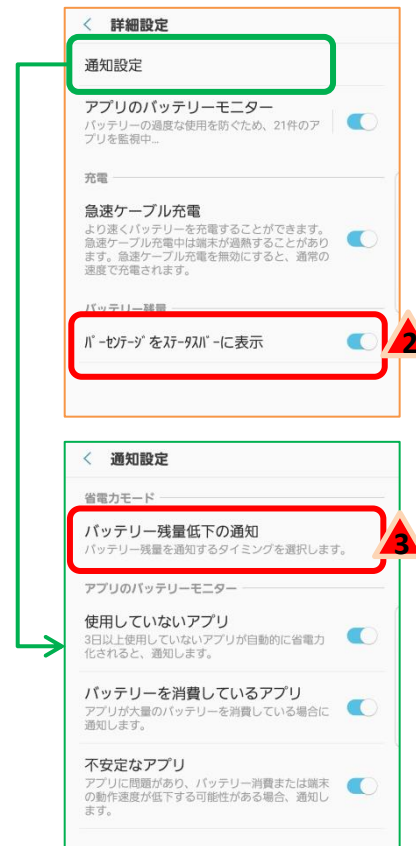 < 詳細設定
通知設定
アプリのバッテリーモニター
バッテリーの過度な使用を防ぐため、21件のア
プリを監視中...
充電
急速ケーブル充電
より速くバッテリーを充電することができます。
急速ケーブル充電中は端末が過熱することがあり
ます。急速ケーブル充電を無効にすると、通常の
速度で充電されます。
バッテリー残量
ﾊﾟｰｾﾝﾃｰｼﾞをｽﾃｰﾀｽﾊﾞｰに表示
2
< 通知設定
省電力モード
バッテリー残量低下の通知
バッテリー残量を通知するタイミングを選択します。
3
アプリのバッテリーモニター
使用していないアプリ
3日以上使用していないアプリが自動的に省電力
化されると、通知します。
バッテリーを消費しているアプリ
アプリが大量のバッテリーを消費している場合に
通知します。
不安定なアプリ
アプリに問題があり、バッテリー消費または端末
の動作速度が低下する可能性がある場合、通知し
ます。